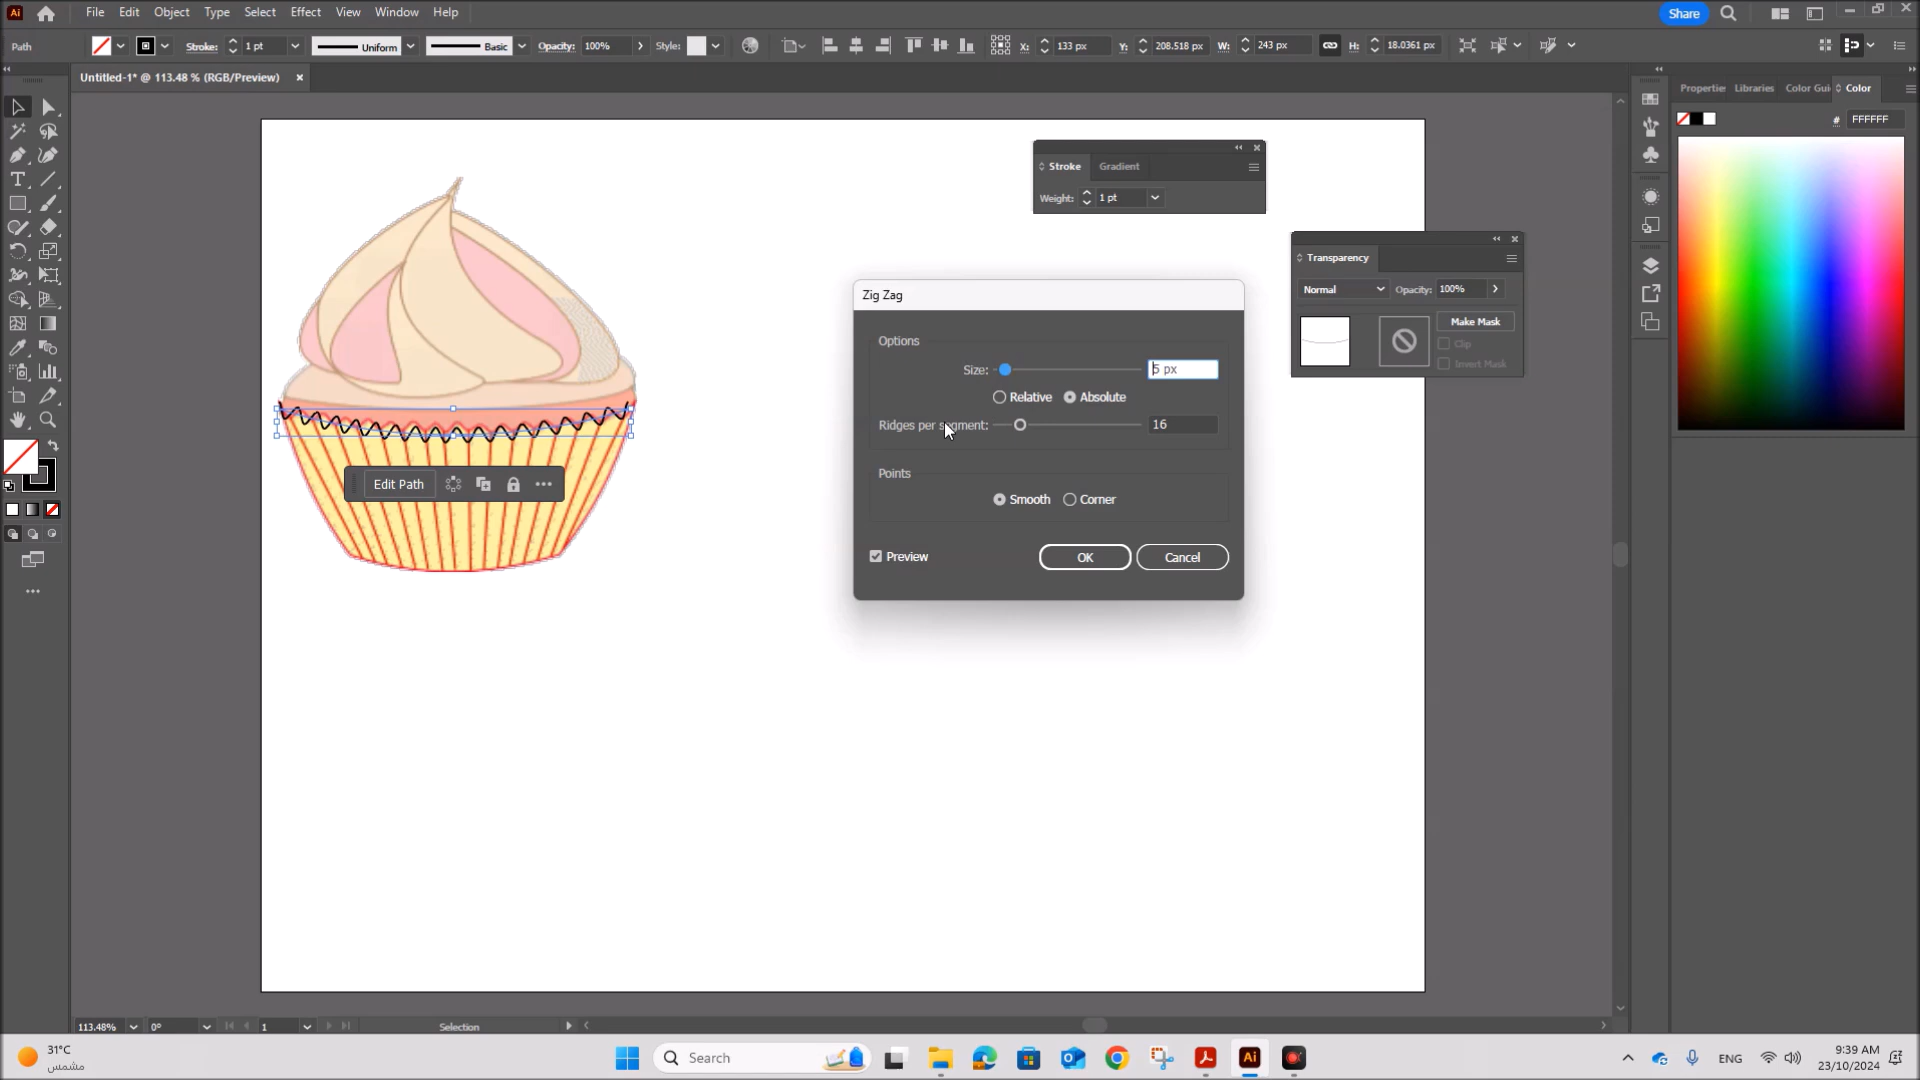 Ai File Edit Object Type Select Effect View Window Help Share
Path Stroke: 1 pt Uniform Basic Opacity: 100% Style: X: 133 px Y: 208.518 px W: 243 px H: 18.0361 px
Untitled-1* @ 113.48 % (RGB/Preview)
Properties Libraries Color Gui Color
# FFFFFF
Stroke Gradient
Weight: 1 pt
Transparency
Normal Opacity: 100%
Make Mask
Clip
Invert Mask
Zig Zag
Options
Size: 5 px
Relative Absolute
Ridges per segment: 16
Points
Smooth Corner
Preview OK Cancel
Edit Path
T
113.48% 0° 1 Selection
31°C
مشمس
Search
Ai
ENG
9:39 AM
23/10/2024